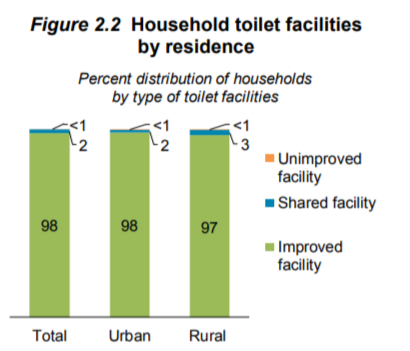 Figure 2.2 Household toilet facilities
by residence
Percent distribution of households
by type of toilet facilities
<1 <1 <1
2 2 3
98 98 97
Unimproved
facility
Shared facility
Improved
facility
Total Urban Rural